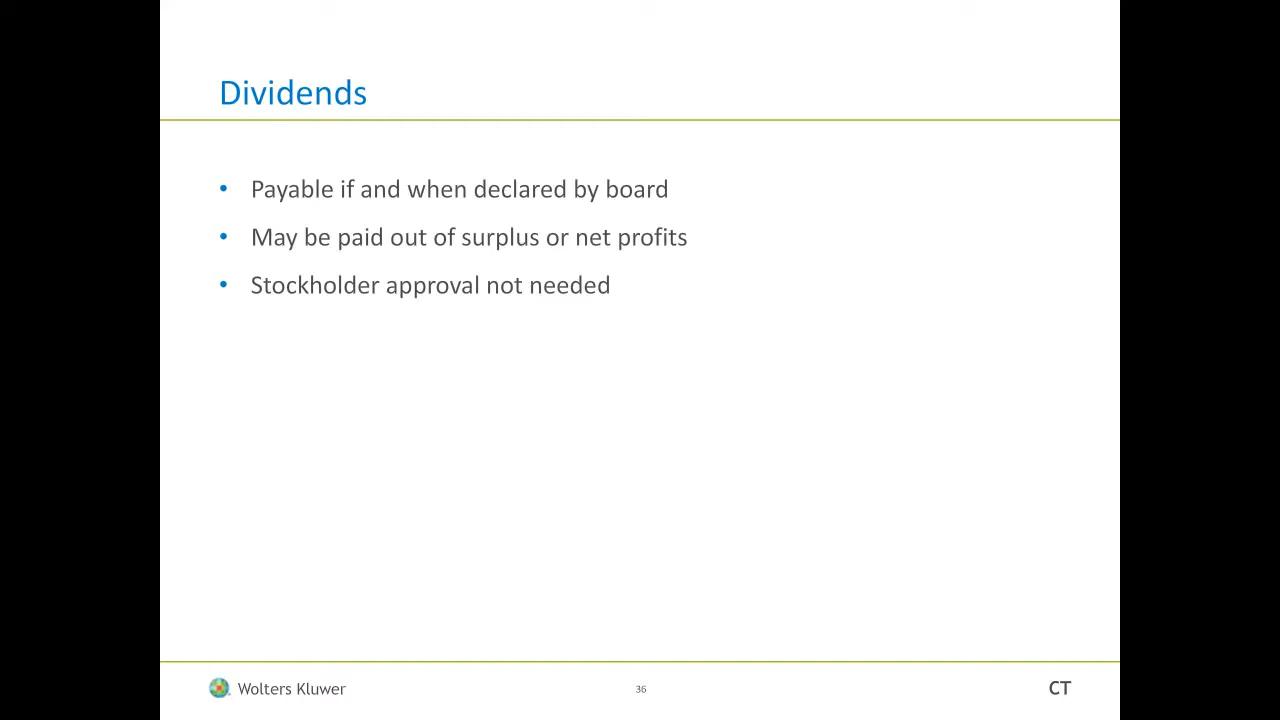 Dividends
• Payable if and when declared by board
• May be paid out of surplus or net profits
• Stockholder approval not needed
Wolters Kluwer
36
CT